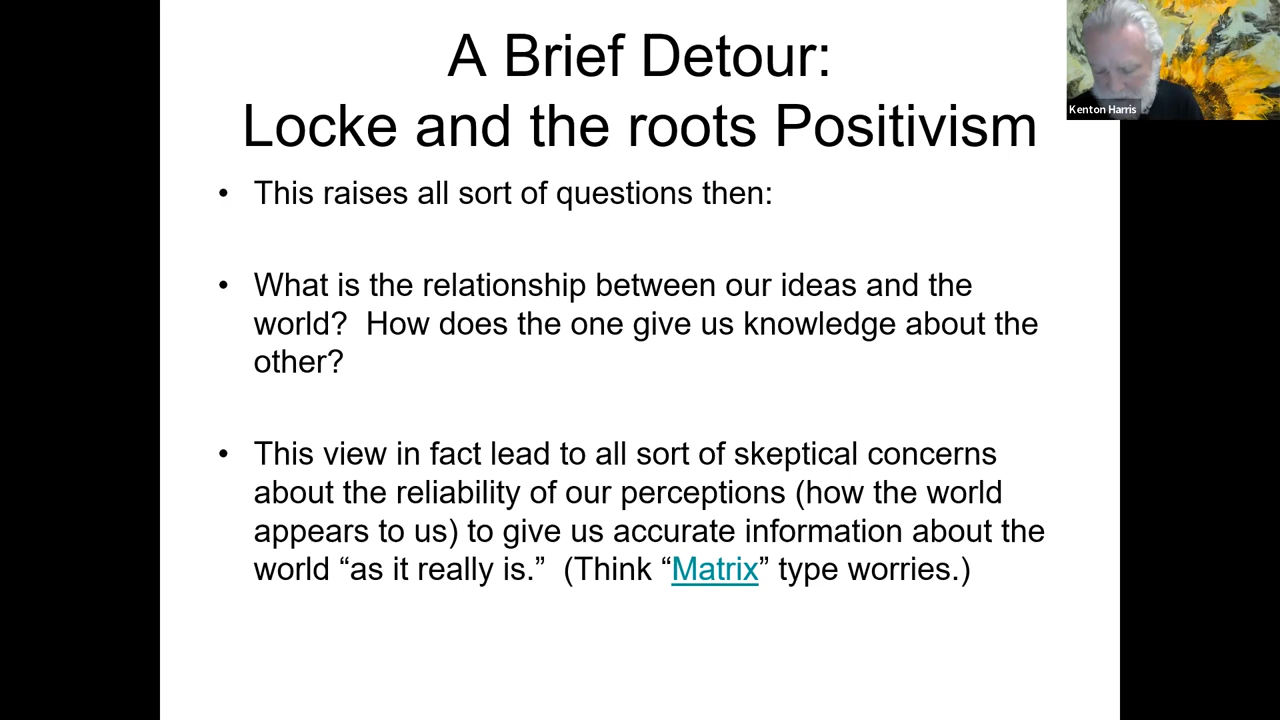 A Brief Detour:
Locke and the roots Positivism
Kenton Harris
• This raises all sort of questions then:
• What is the relationship between our ideas and the
world?  How does the one give us knowledge about the
other?
• This view in fact lead to all sort of skeptical concerns
about the reliability of our perceptions (how the world
appears to us) to give us accurate information about the
world “as it really is.”  (Think “Matrix” type worries.)